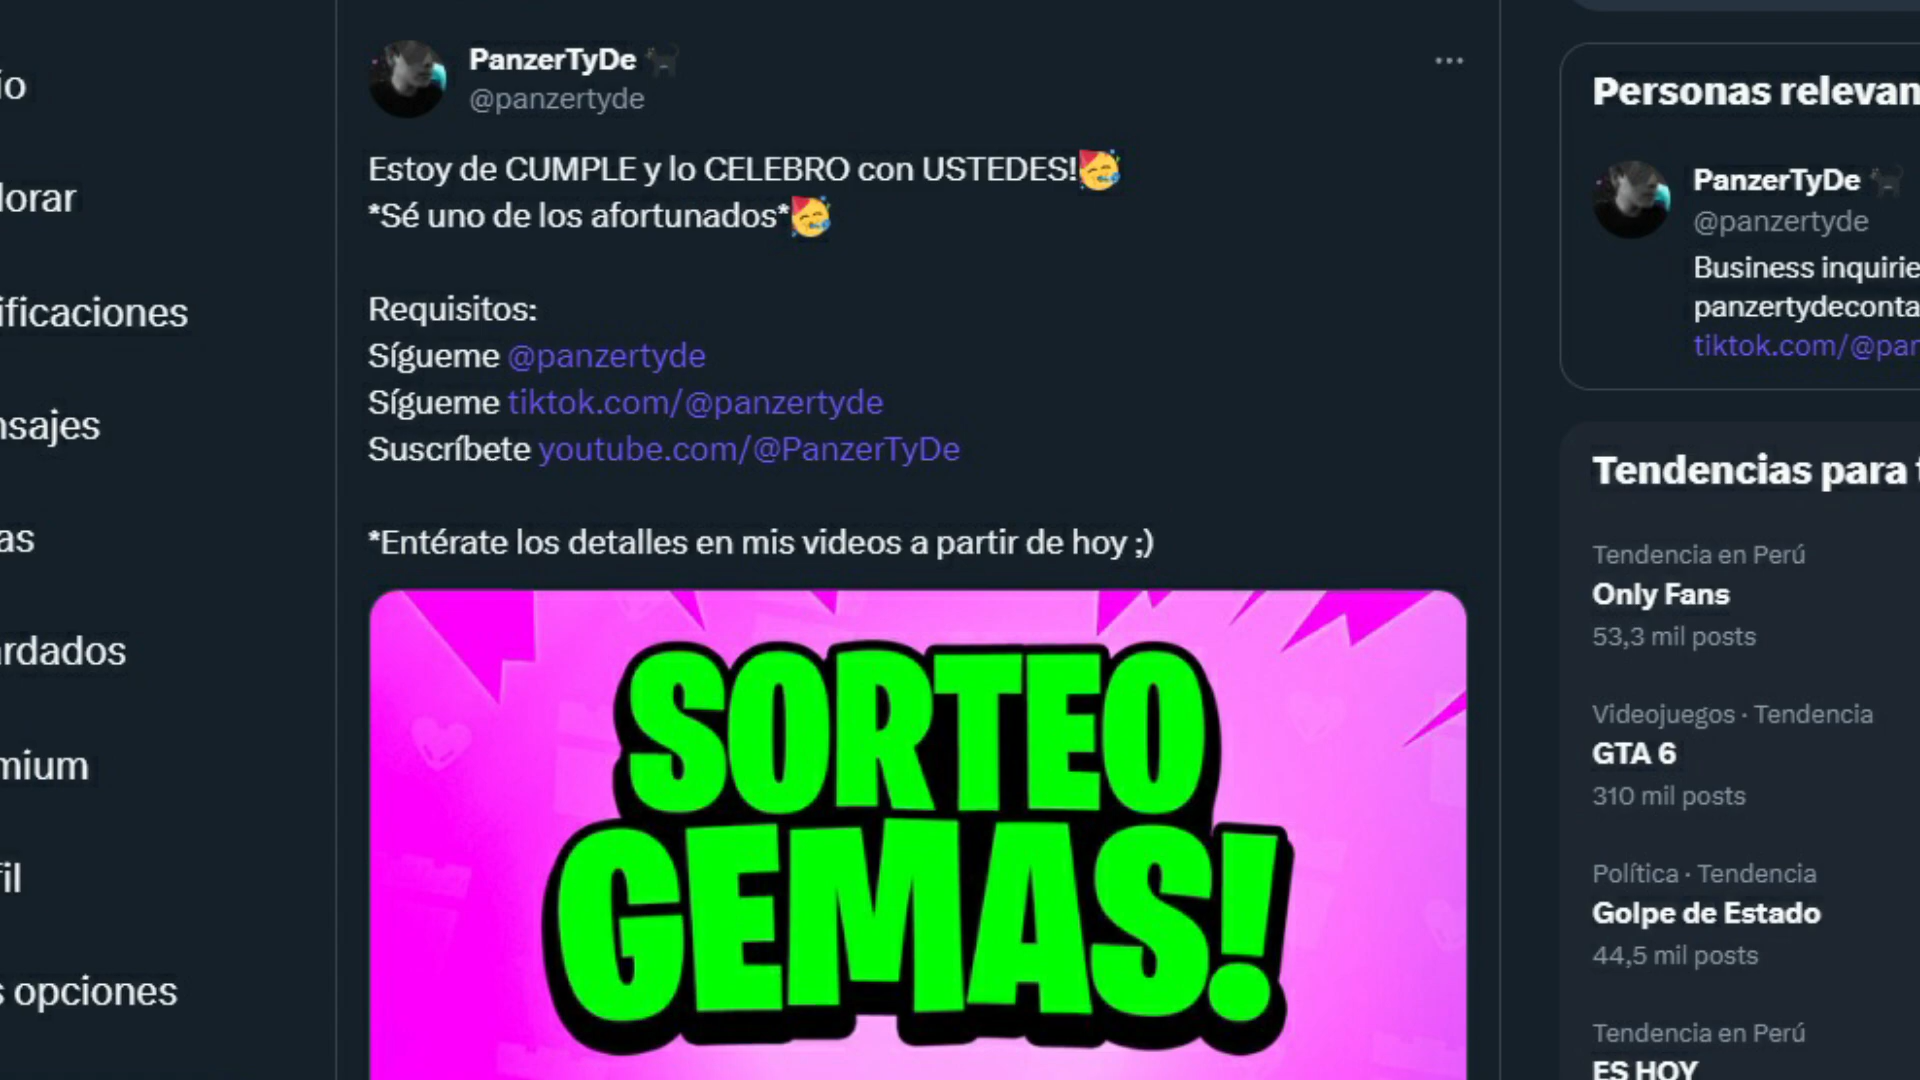 ío
lorar
ificaciones
nsajes
as
ardados
mium
fil
s opciones
PanzerTyDe 🐈‍⬛
@panzertyde
Estoy de CUMPLE y lo CELEBRO con USTEDES!🥳
*Sé uno de los afortunados*🥳
Requisitos:
Sígueme @panzertyde
Sígueme tiktok.com/@panzertyde
Suscríbete youtube.com/@PanzerTyDe
*Entérate los detalles en mis videos a partir de hoy ;)
SORTEO
GEMAS!
Personas relevan
PanzerTyDe 🐈‍⬛
@panzertyde
Business inquirie
panzertydeconta
tiktok.com/@pan
Tendencias para t
Tendencia en Perú
Only Fans
53,3 mil posts
Videojuegos · Tendencia
GTA 6
310 mil posts
Política · Tendencia
Golpe de Estado
44,5 mil posts
Tendencia en Perú
ES HOY